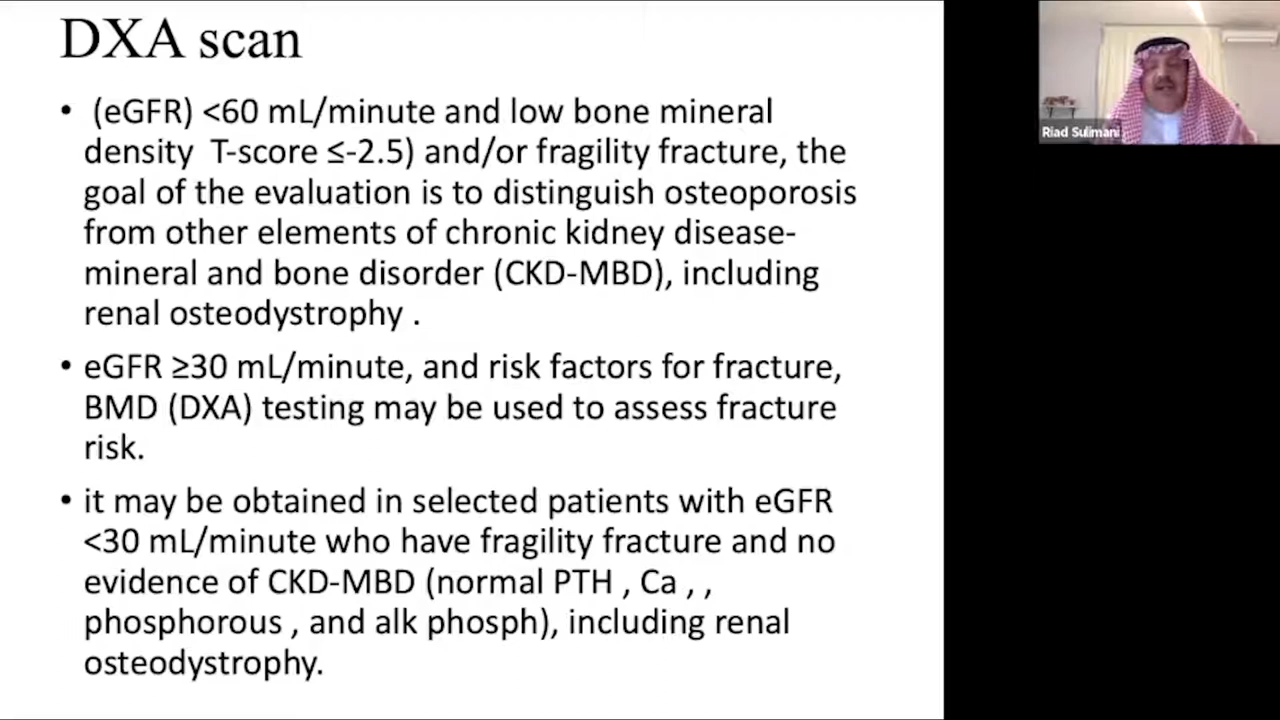 DXA scan
• (eGFR) <60 mL/minute and low bone mineral
density T-score ≤-2.5) and/or fragility fracture, the
goal of the evaluation is to distinguish osteoporosis
from other elements of chronic kidney disease-
mineral and bone disorder (CKD-MBD), including
renal osteodystrophy .
• eGFR ≥30 mL/minute, and risk factors for fracture,
BMD (DXA) testing may be used to assess fracture
risk.
• it may be obtained in selected patients with eGFR
<30 mL/minute who have fragility fracture and no
evidence of CKD-MBD (normal PTH , Ca , ,
phosphorous , and alk phosph), including renal
osteodystrophy.
Riad Sulimani